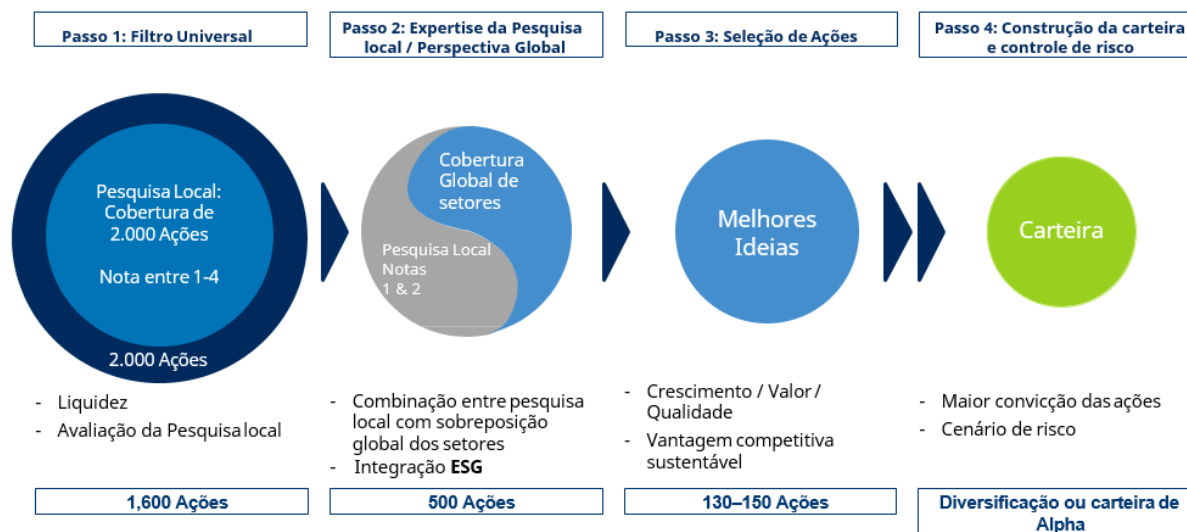 Passo 1: Filtro Universal
Passo 2: Expertise da Pesquisa
local / Perspectiva Global
Passo 3: Seleção de Ações
Passo 4: Construção da carteira
e controle de risco
Pesquisa Local:
Cobertura de
2.000 Ações
Nota entre 1-4
2.000 Ações
Cobertura
Global de
setores
Pesquisa Local
Notas
1 & 2
Melhores
Ideias
Carteira
- Liquidez
- Avaliação da Pesquisa local
- Combinação entre pesquisa
local com sobreposição
global dos setores
- Integração ESG
- Crescimento / Valor /
Qualidade
- Vantagem competitiva
sustentável
- Maior convicção das ações
- Cenário de risco
1,600 Ações
500 Ações
130–150 Ações
Diversificação ou carteira de
Alpha